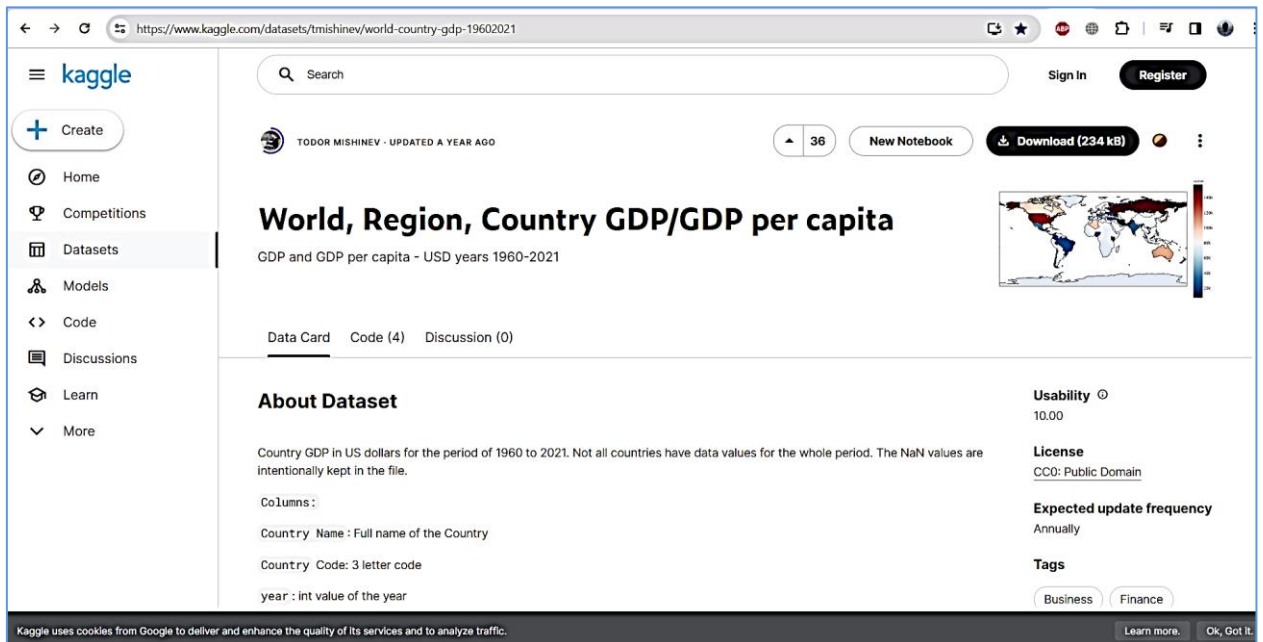 https://www.kaggle.com/datasets/tmishinev/world-country-gdp-19602021
ABP
kaggle
Search
Sign In
Register
Create
Home
Competitions
Datasets
Models
Code
Discussions
Learn
More
TODOR MISHINEV · UPDATED A YEAR AGO
36
New Notebook
Download (234 kB)
World, Region, Country GDP/GDP per capita
GDP and GDP per capita - USD years 1960-2021
Data Card
Code (4)
Discussion (0)
About Dataset
Country GDP in US dollars for the period of 1960 to 2021. Not all countries have data values for the whole period. The NaN values are
intentionally kept in the file.
Columns:
Country Name : Full name of the Country
Country Code: 3 letter code
year : int value of the year
Usability
10.00
License
CC0: Public Domain
Expected update frequency
Annually
Tags
Business
Finance
Kaggle uses cookies from Google to deliver and enhance the quality of its services and to analyze traffic.
Learn more.
Ok, Got it.